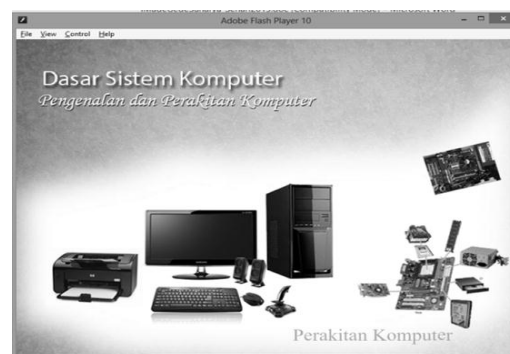 Adobe Flash Player 10
File View Control Help
Dasar Sistem Komputer
Pengenalan dan Perakitan Komputer
Perakitan Komputer